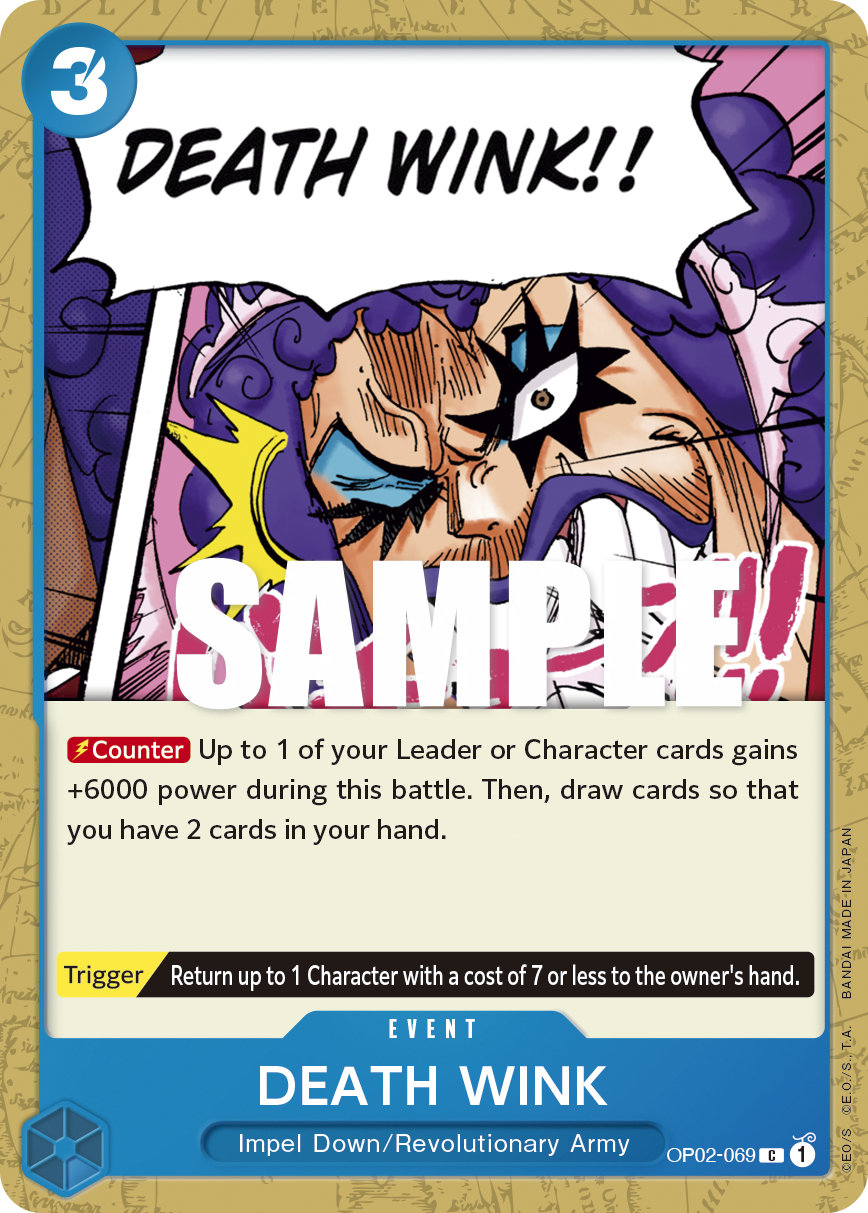 3
DEATH WINK!!
SAMPLE
Counter Up to 1 of your Leader or Character cards gains
+6000 power during this battle. Then, draw cards so that
you have 2 cards in your hand.
Trigger Return up to 1 Character with a cost of 7 or less to the owner's hand.
EVENT
DEATH WINK
Impel Down/Revolutionary Army
OP02-069 C 1
©EO/S ©E.O./S., T.A. BANDAI MADE IN JAPAN